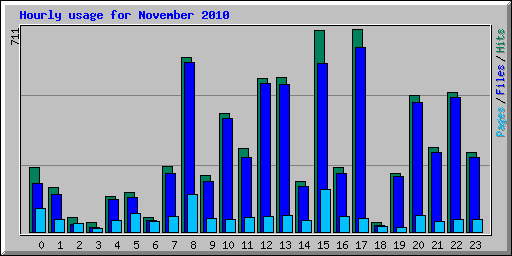 Hourly usage for November 2010
711
Pages / Files / Hits
0 1 2 3 4 5 6 7 8 9 10 11 12 13 14 15 16 17 18 19 20 21 22 23